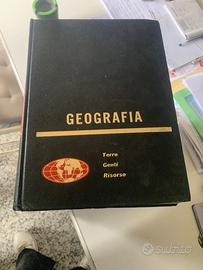 GEOGRAFIA
Terre
Genti
Risorse
subito